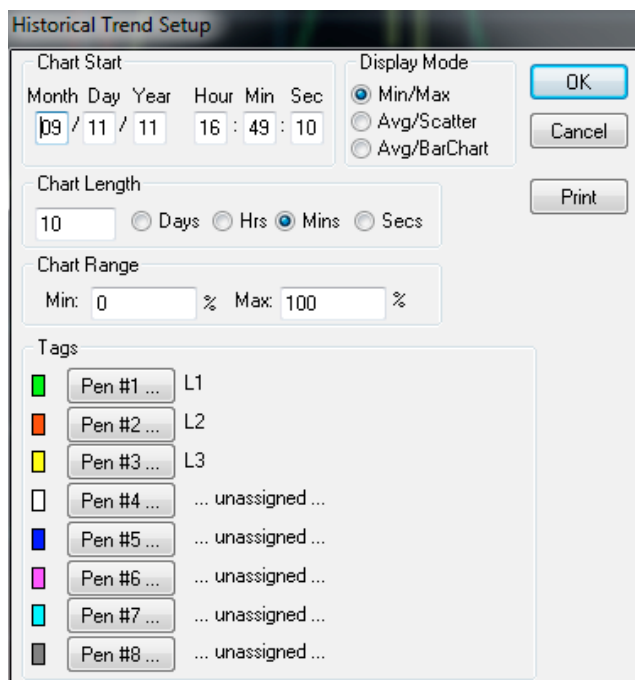 Historical Trend Setup
Chart Start
Month Day Year Hour Min Sec
09 / 11 / 11 16 : 49 : 10
Display Mode
Min/Max
Avg/Scatter
Avg/BarChart
OK
Cancel
Print
Chart Length
10 Days Hrs Mins Secs
Chart Range
Min: 0 % Max: 100 %
Tags
Pen #1 ... L1
Pen #2 ... L2
Pen #3 ... L3
Pen #4 ... ... unassigned ...
Pen #5 ... ... unassigned ...
Pen #6 ... ... unassigned ...
Pen #7 ... ... unassigned ...
Pen #8 ... ... unassigned ...